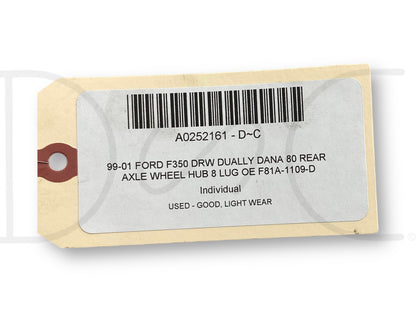 A0252161 - D~C
99-01 FORD F350 DRW DUALLY DANA 80 REAR
AXLE WHEEL HUB 8 LUG OE F81A-1109-D
Individual
USED - GOOD, LIGHT WEAR